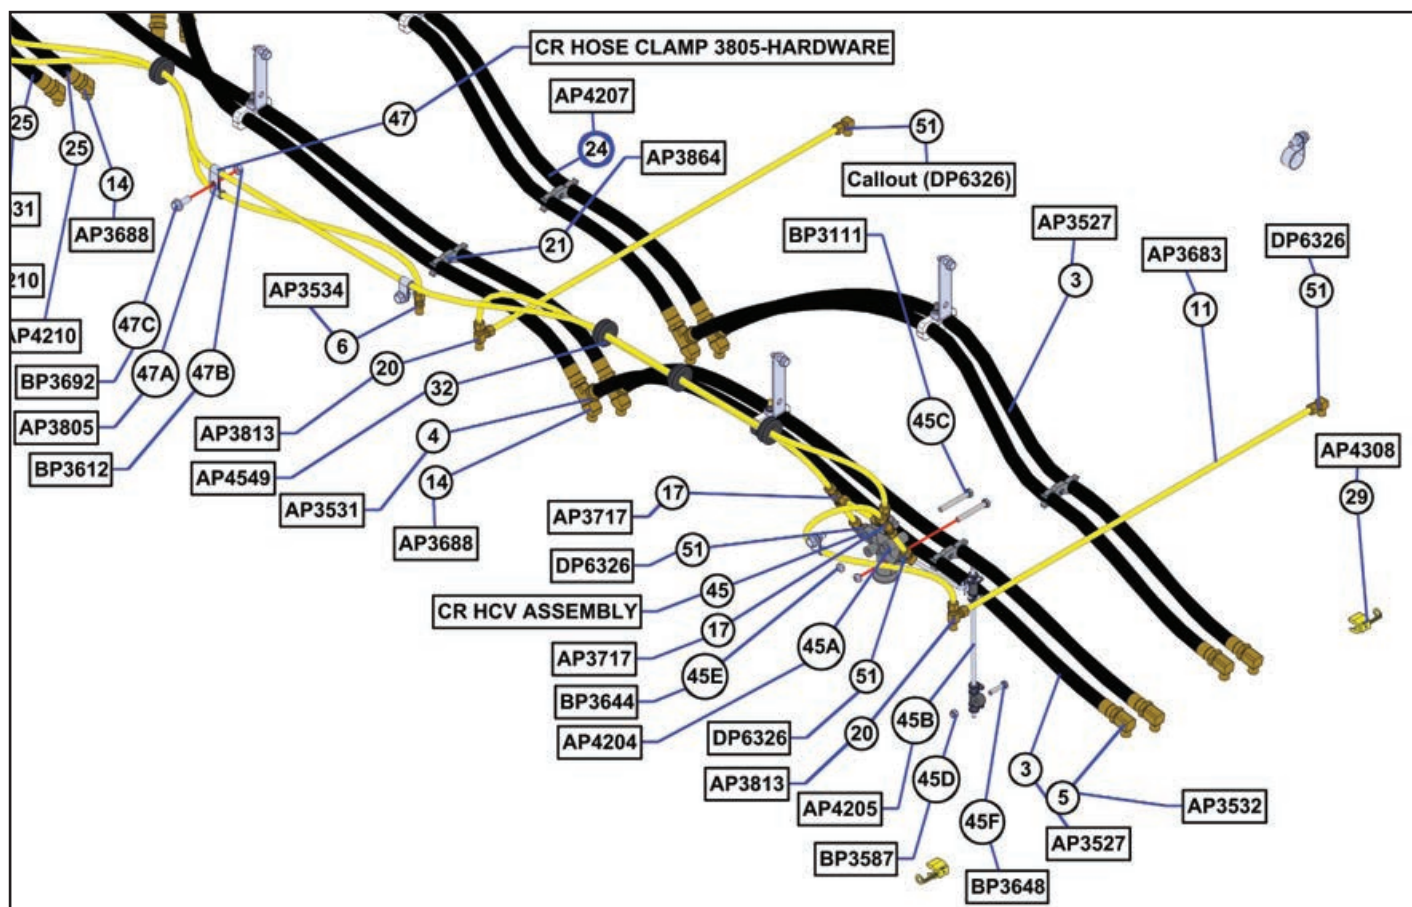 CR HOSE CLAMP 3805-HARDWARE
AP4207
47
51
25
24
AP3864
25
Callout (DP6326)
14
31
AP3688
21
BP3111
AP3527
AP3683
DP6326
210
AP3534
3
11
51
AP4210
47C
6
BP3692
47A
47B
20
32
AP3805
45C
AP3813
4
BP3612
AP4549
AP4308
14
17
29
AP3531
AP3717
AP3688
51
DP6326
45
CR HCV ASSEMBLY
17
45A
AP3717
45E
51
BP3644
45B
DP6326
20
AP4204
3
45D
AP3813
5
AP4205
45F
AP3532
AP3527
BP3587
BP3648